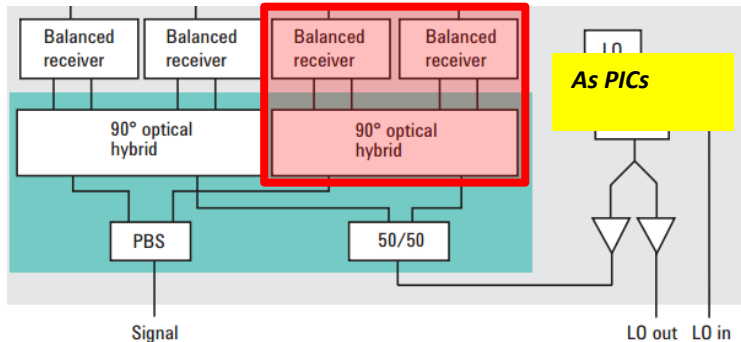 Balanced
receiver
Balanced
receiver
Balanced
receiver
Balanced
receiver
LO
As PICs
90° optical
hybrid
90° optical
hybrid
PBS
50/50
Signal
LO out
LO in